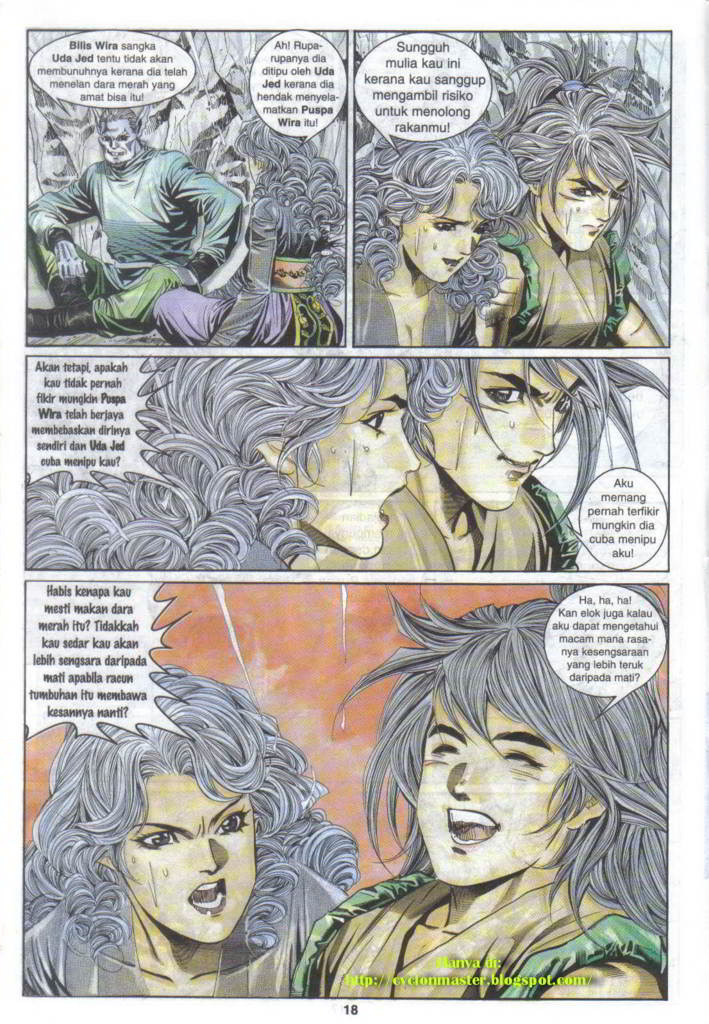 Bilis Wira sangka
Uda Jed tentu tidak akan
membunuhnya kerana dia telah
menelan dara merah yang
amat bisa itu!
Ah! Rupa-
rupanya dia
ditipu oleh Uda
Jed kerana dia
hendak menyela-
matkan Puspa
Wira itu!
Sungguh
mulia kau ini
kerana kau sanggup
mengambil risiko
untuk menolong
rakanmu!
Akan tetapi, apakah
kau tidak pernah
fikir mungkin Puspa
Wira telah berjaya
membebaskan dirinya
sendiri dan Uda Jed
cuba menipu kau?
Aku
memang
pernah terfikir
mungkin dia
cuba menipu
aku!
Habis kenapa kau
mesti makan dara
merah itu? Tidakkah
kau sedar kau akan
lebih sengsara daripada
mati apabila racun
tumbuhan itu membawa
kesannya nanti?
Ha, ha, ha!
Kan elok juga kalau
aku dapat mengetahui
macam mana rasa-
nya kesengsaraan
yang lebih teruk
daripada mati?
Hanya di:
http://cyclonmaster.blogspot.com/
18